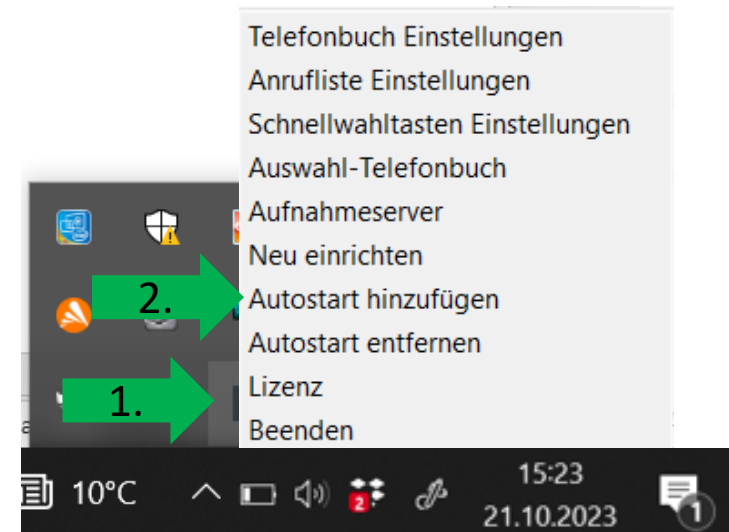 Telefonbuch Einstellungen
Anrufliste Einstellungen
Schnellwahltasten Einstellungen
Auswahl-Telefonbuch
Aufnahmeserver
Neu einrichten
2. Autostart hinzufügen
Autostart entfernen
1. Lizenz
Beenden
10°C 2 15:23
21.10.2023 1